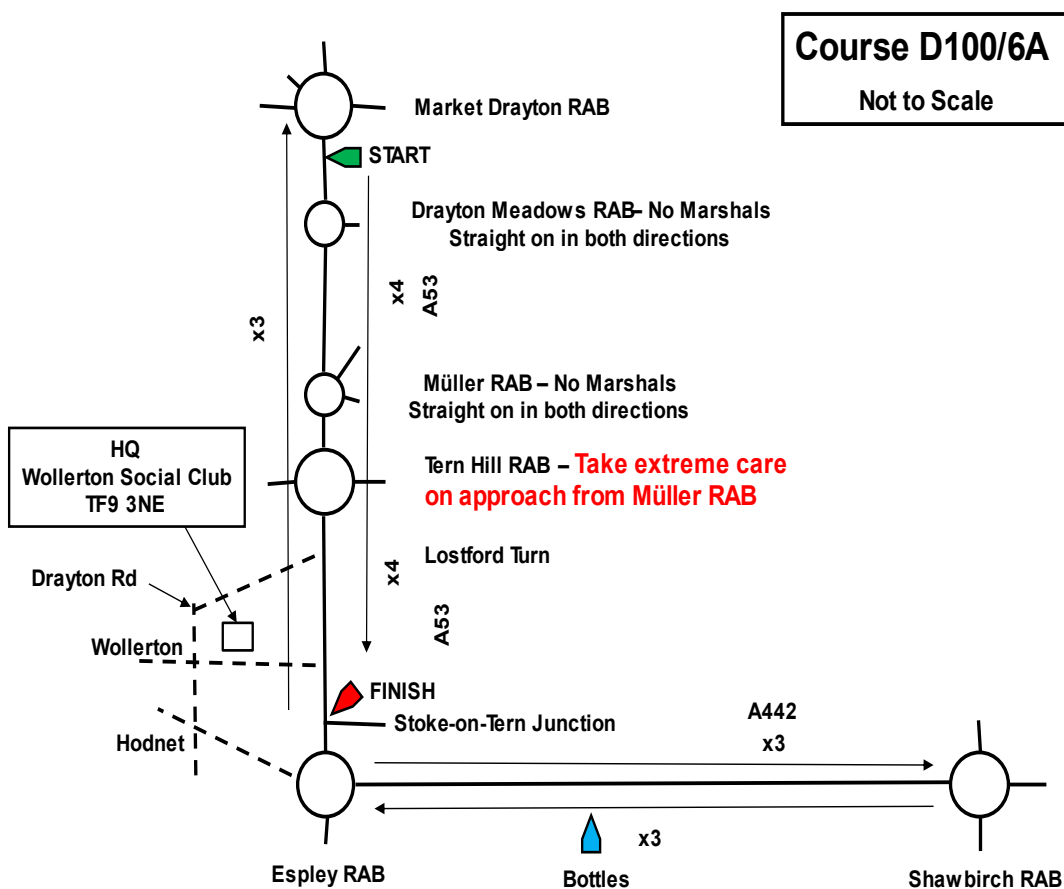 Course D100/6A
Not to Scale
Market Drayton RAB
START
Drayton Meadows RAB– No Marshals
Straight on in both directions
x4
A53
x3
Müller RAB – No Marshals
Straight on in both directions
HQ
Wollerton Social Club
TF9 3NE
Tern Hill RAB – Take extreme care
on approach from Müller RAB
Lostford Turn
Drayton Rd
x4
A53
Wollerton
FINISH
Stoke-on-Tern Junction
Hodnet
A442
x3
x3
Espley RAB
Bottles
Shawbirch RAB